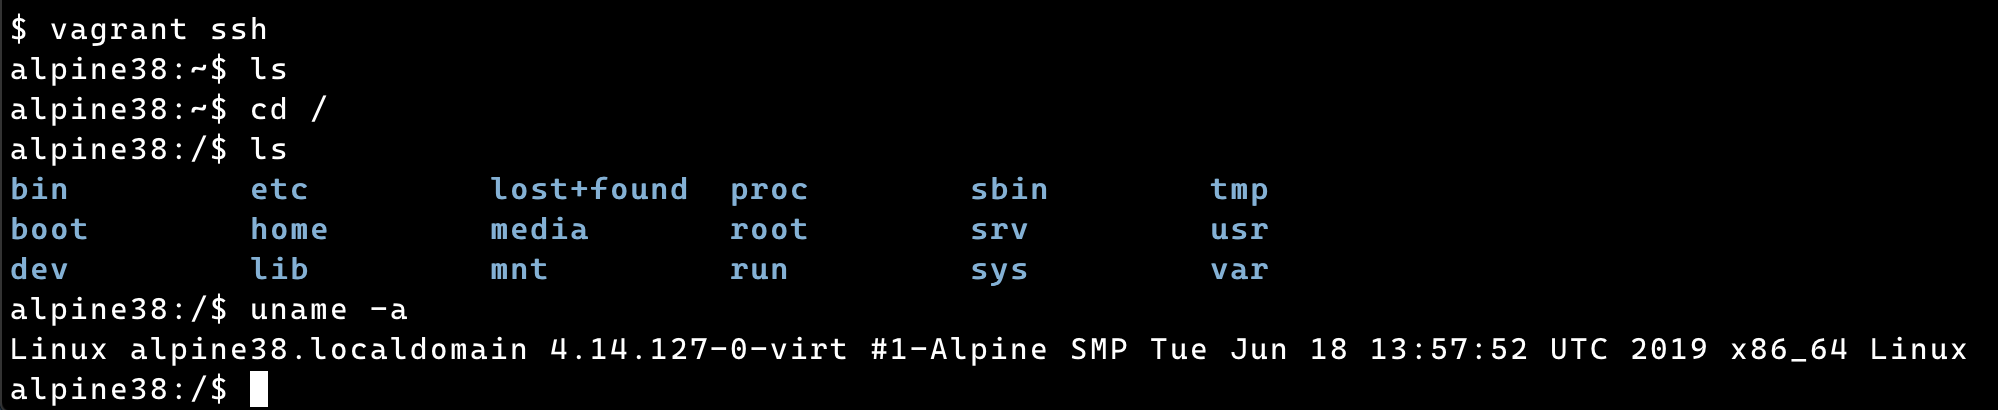 $ vagrant ssh
alpine38:~$ ls
alpine38:~$ cd /
alpine38:/$ ls
bin         etc         lost+found  proc        sbin        tmp
boot        home        media       root        srv         usr
dev         lib         mnt         run         sys         var
alpine38:/$ uname -a
Linux alpine38.localdomain 4.14.127-0-virt #1-Alpine SMP Tue Jun 18 13:57:52 UTC 2019 x86_64 Linux
alpine38:/$